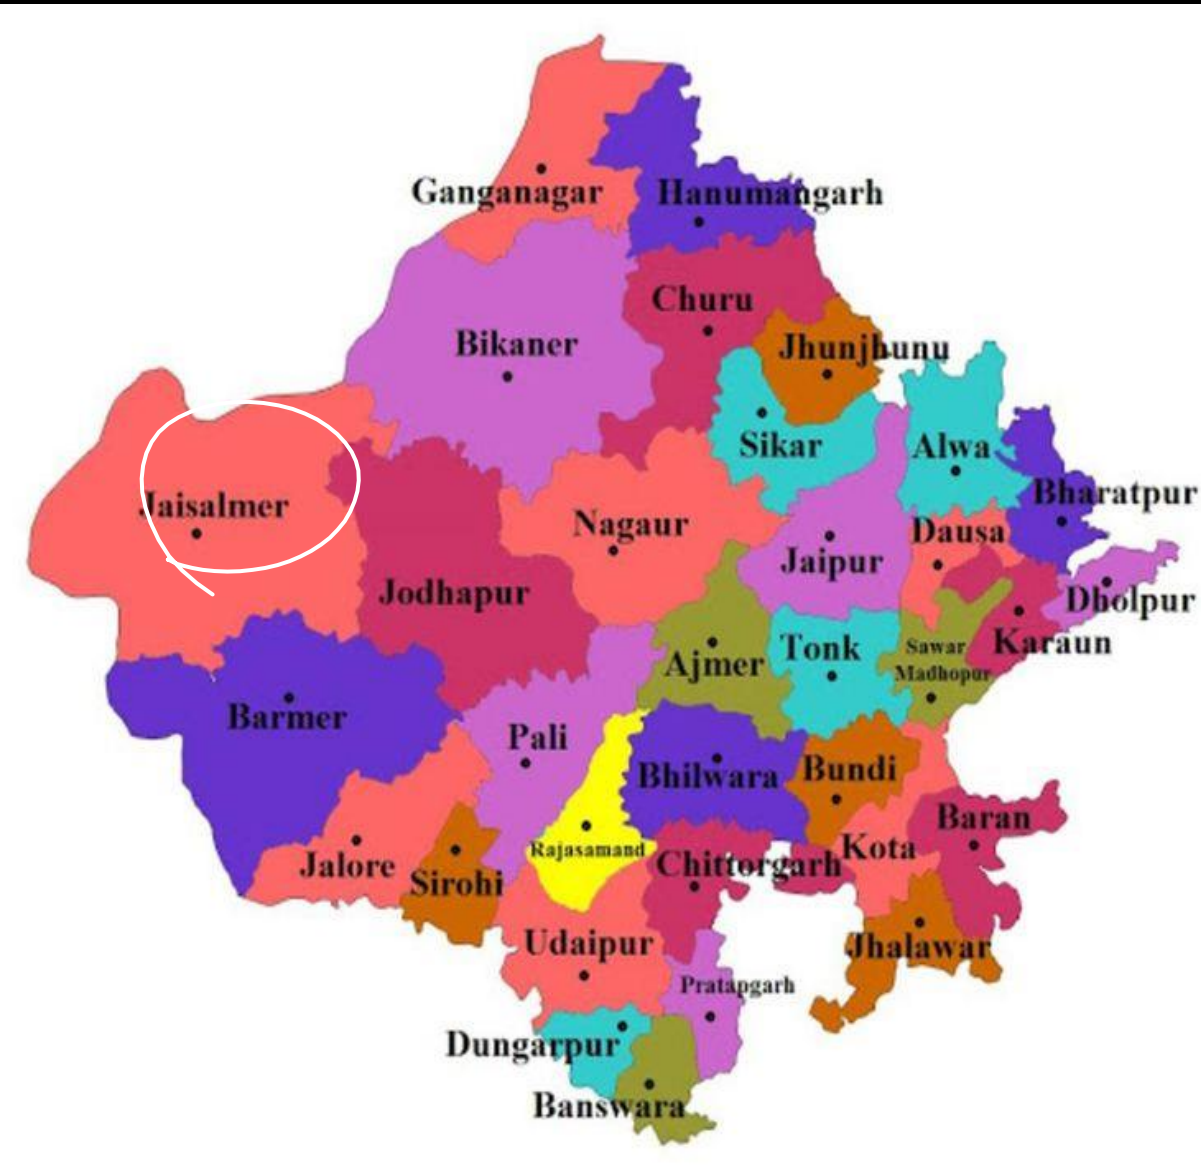 Ganganagar
Hanumangarh
Churu
Bikaner
Jhunjhunu
Sikar
Alwa
Jaisalmer
Bharatpur
Nagaur
Dausa
Jaipur
Jodhapur
Dholpur
Karaun
Sawar
Madhopur
Tonk
Ajmer
Barmer
Pali
Bhilwara
Bundi
Baran
Rajasamand
Kota
Chittorgarh
Jalore
Sirohi
Udaipur
Jhalawar
Pratapgarh
Dungarpur
Banswara